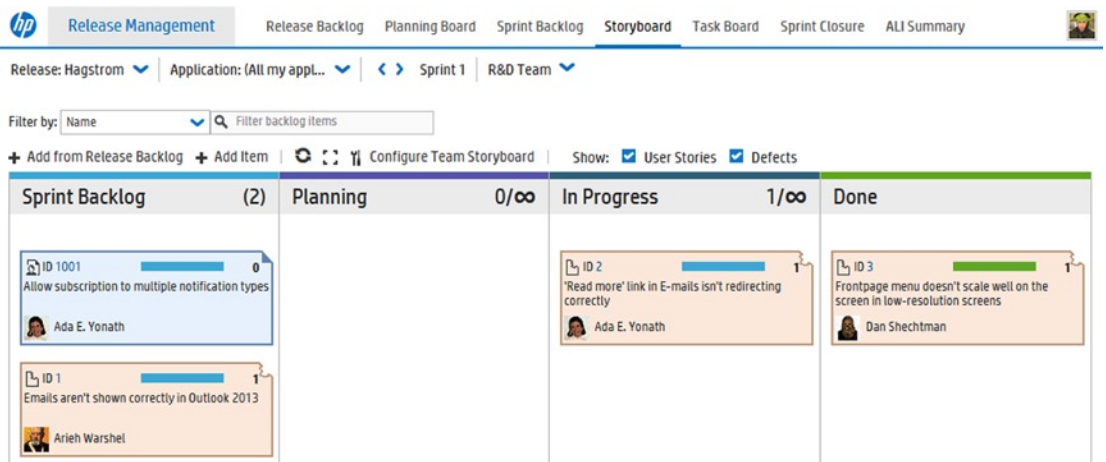 hp Release Management Release Backlog Planning Board Sprint Backlog Storyboard Task Board Sprint Closure ALI Summary
Release: Hagstrom Application: (All my appl... < > Sprint 1 R&D Team
Filter by: Name Filter backlog items
+ Add from Release Backlog + Add Item Configure Team Storyboard Show: User Stories Defects
Sprint Backlog (2) Planning 0/∞ In Progress 1/∞ Done
ID 1001 0
Allow subscription to multiple notification types
Ada E. Yonath
ID 1 1
Emails aren't shown correctly in Outlook 2013
Arieh Warshel
ID 2 1
'Read more' link in E-mails isn't redirecting
correctly
Ada E. Yonath
ID 3 1
Frontpage menu doesn't scale well on the
screen in low-resolution screens
Dan Shechtman